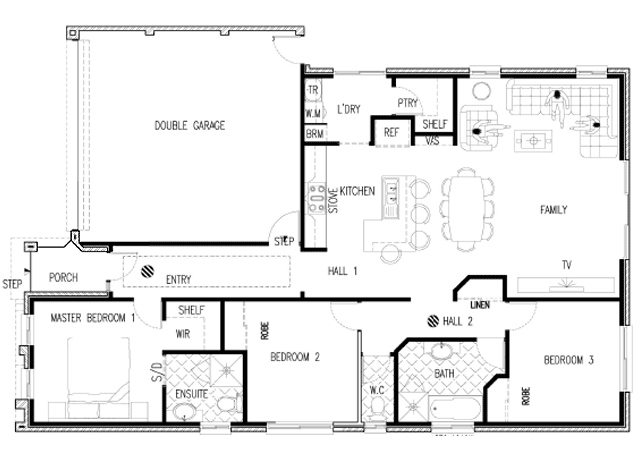 TR
L'DRY
PTRY
W.M
DOUBLE GARAGE
BRM
REF
SHELF
V/S
KITCHEN
STOVE
FAMILY
STEP
PORCH
ENTRY
HALL 1
TV
STEP
MASTER BEDROOM 1
SHELF
WIR
ROBE
LINEN
HALL 2
BEDROOM 2
BEDROOM 3
S/D
ENSUITE
W.C
BATH
ROBE